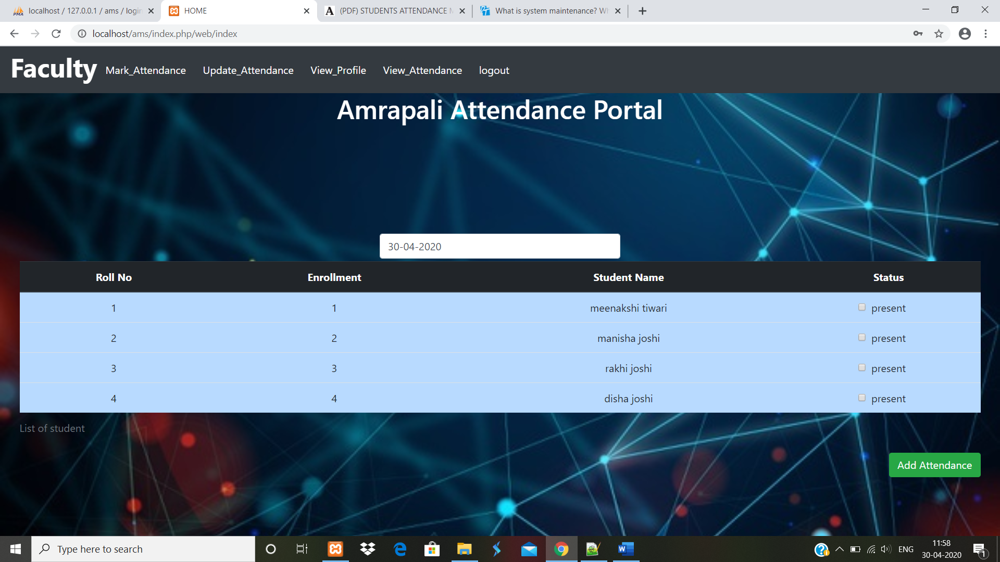 localhost / 127.0.0.1 / ams / login
HOME
(PDF) STUDENTS ATTENDANCE M
What is system maintenance? Wh
localhost/ams/index.php/web/index
Faculty Mark_Attendance Update_Attendance View_Profile View_Attendance logout
Amrapali Attendance Portal
30-04-2020
Roll No Enrollment Student Name Status
1 1 meenakshi tiwari present
2 2 manisha joshi present
3 3 rakhi joshi present
4 4 disha joshi present
List of student
Add Attendance
Type here to search
ENG
11:58
30-04-2020
1